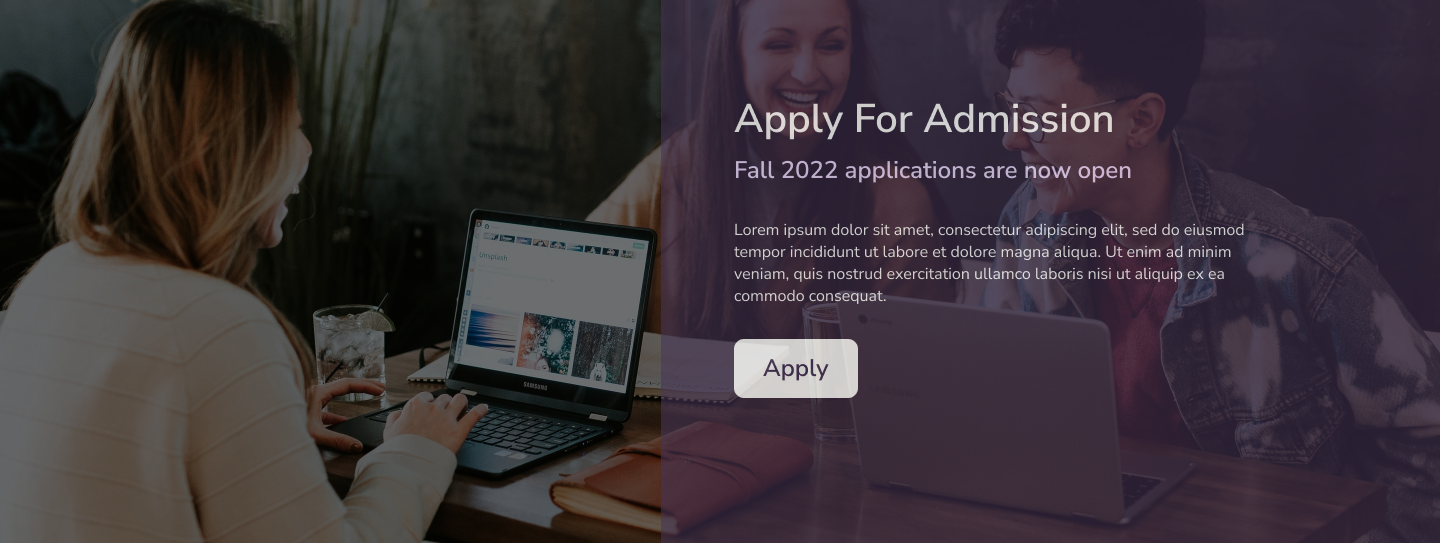 Apply For Admission
Fall 2022 applications are now open
Lorem ipsum dolor sit amet, consectetur adipiscing elit, sed do eiusmod
tempor incididunt ut labore et dolore magna aliqua. Ut enim ad minim
veniam, quis nostrud exercitation ullamco laboris nisi ut aliquip ex ea
commodo consequat.
Apply
Unsplash
SAMSUNG